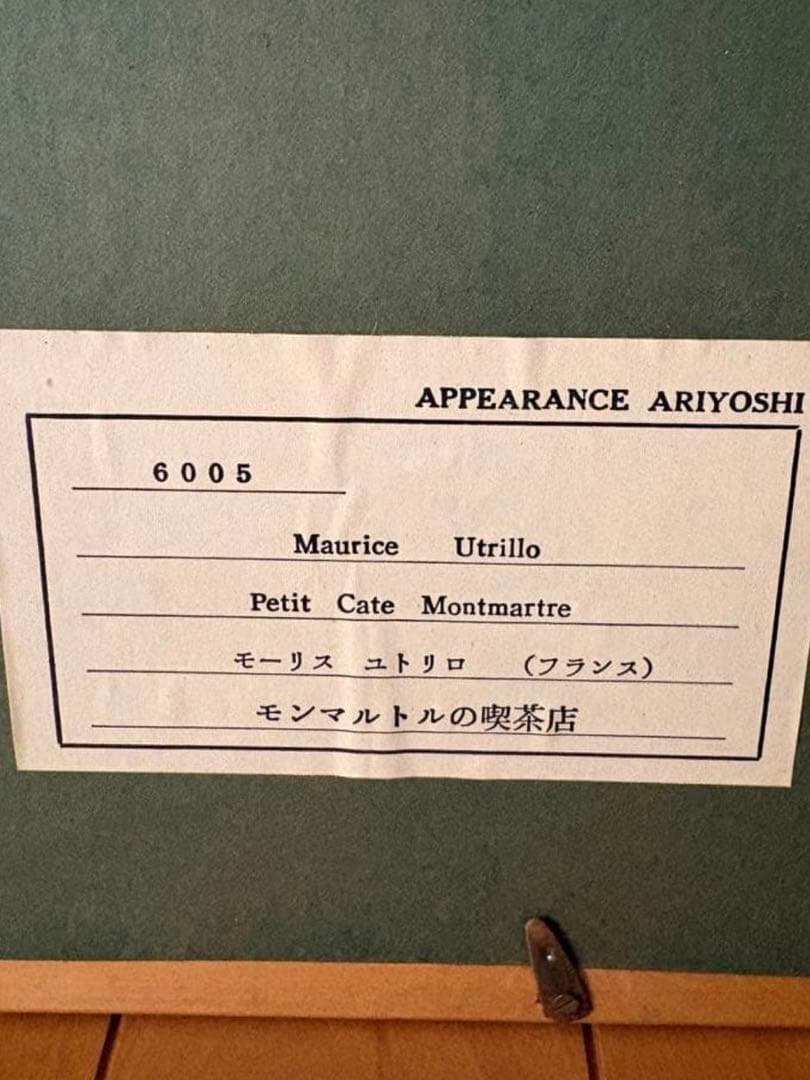 APPEARANCE ARIYOSHI
6005
Maurice Utrillo
Petit Cate Montmartre
モーリス ユトリロ (フランス)
モンマルトルの喫茶店